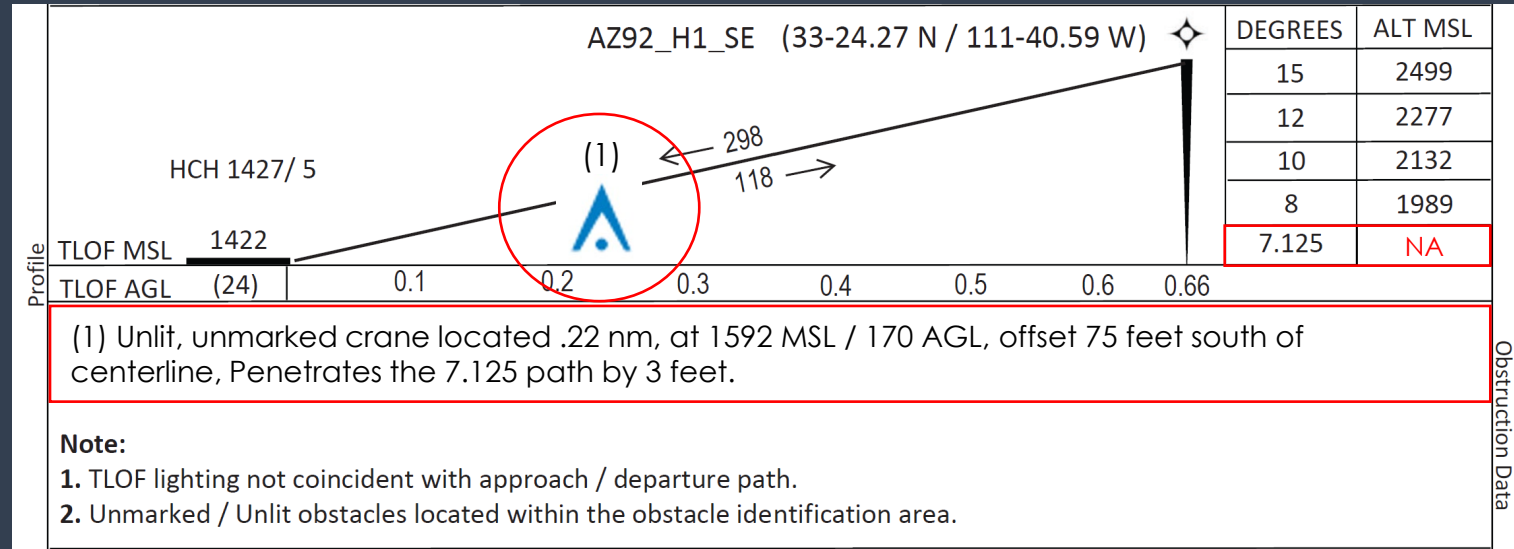 AZ92_H1_SE (33-24.27 N / 111-40.59 W)
DEGREES ALT MSL
15 2499
12 2277
10 2132
8 1989
7.125 NA
(1)
298
118
HCH 1427/ 5
Profile
TLOF MSL 1422
TLOF AGL (24) 0.1 0.2 0.3 0.4 0.5 0.6 0.66
(1) Unlit, unmarked crane located .22 nm, at 1592 MSL / 170 AGL, offset 75 feet south of
centerline, Penetrates the 7.125 path by 3 feet.
Obstruction Data
Note:
1. TLOF lighting not coincident with approach / departure path.
2. Unmarked / Unlit obstacles located within the obstacle identification area.